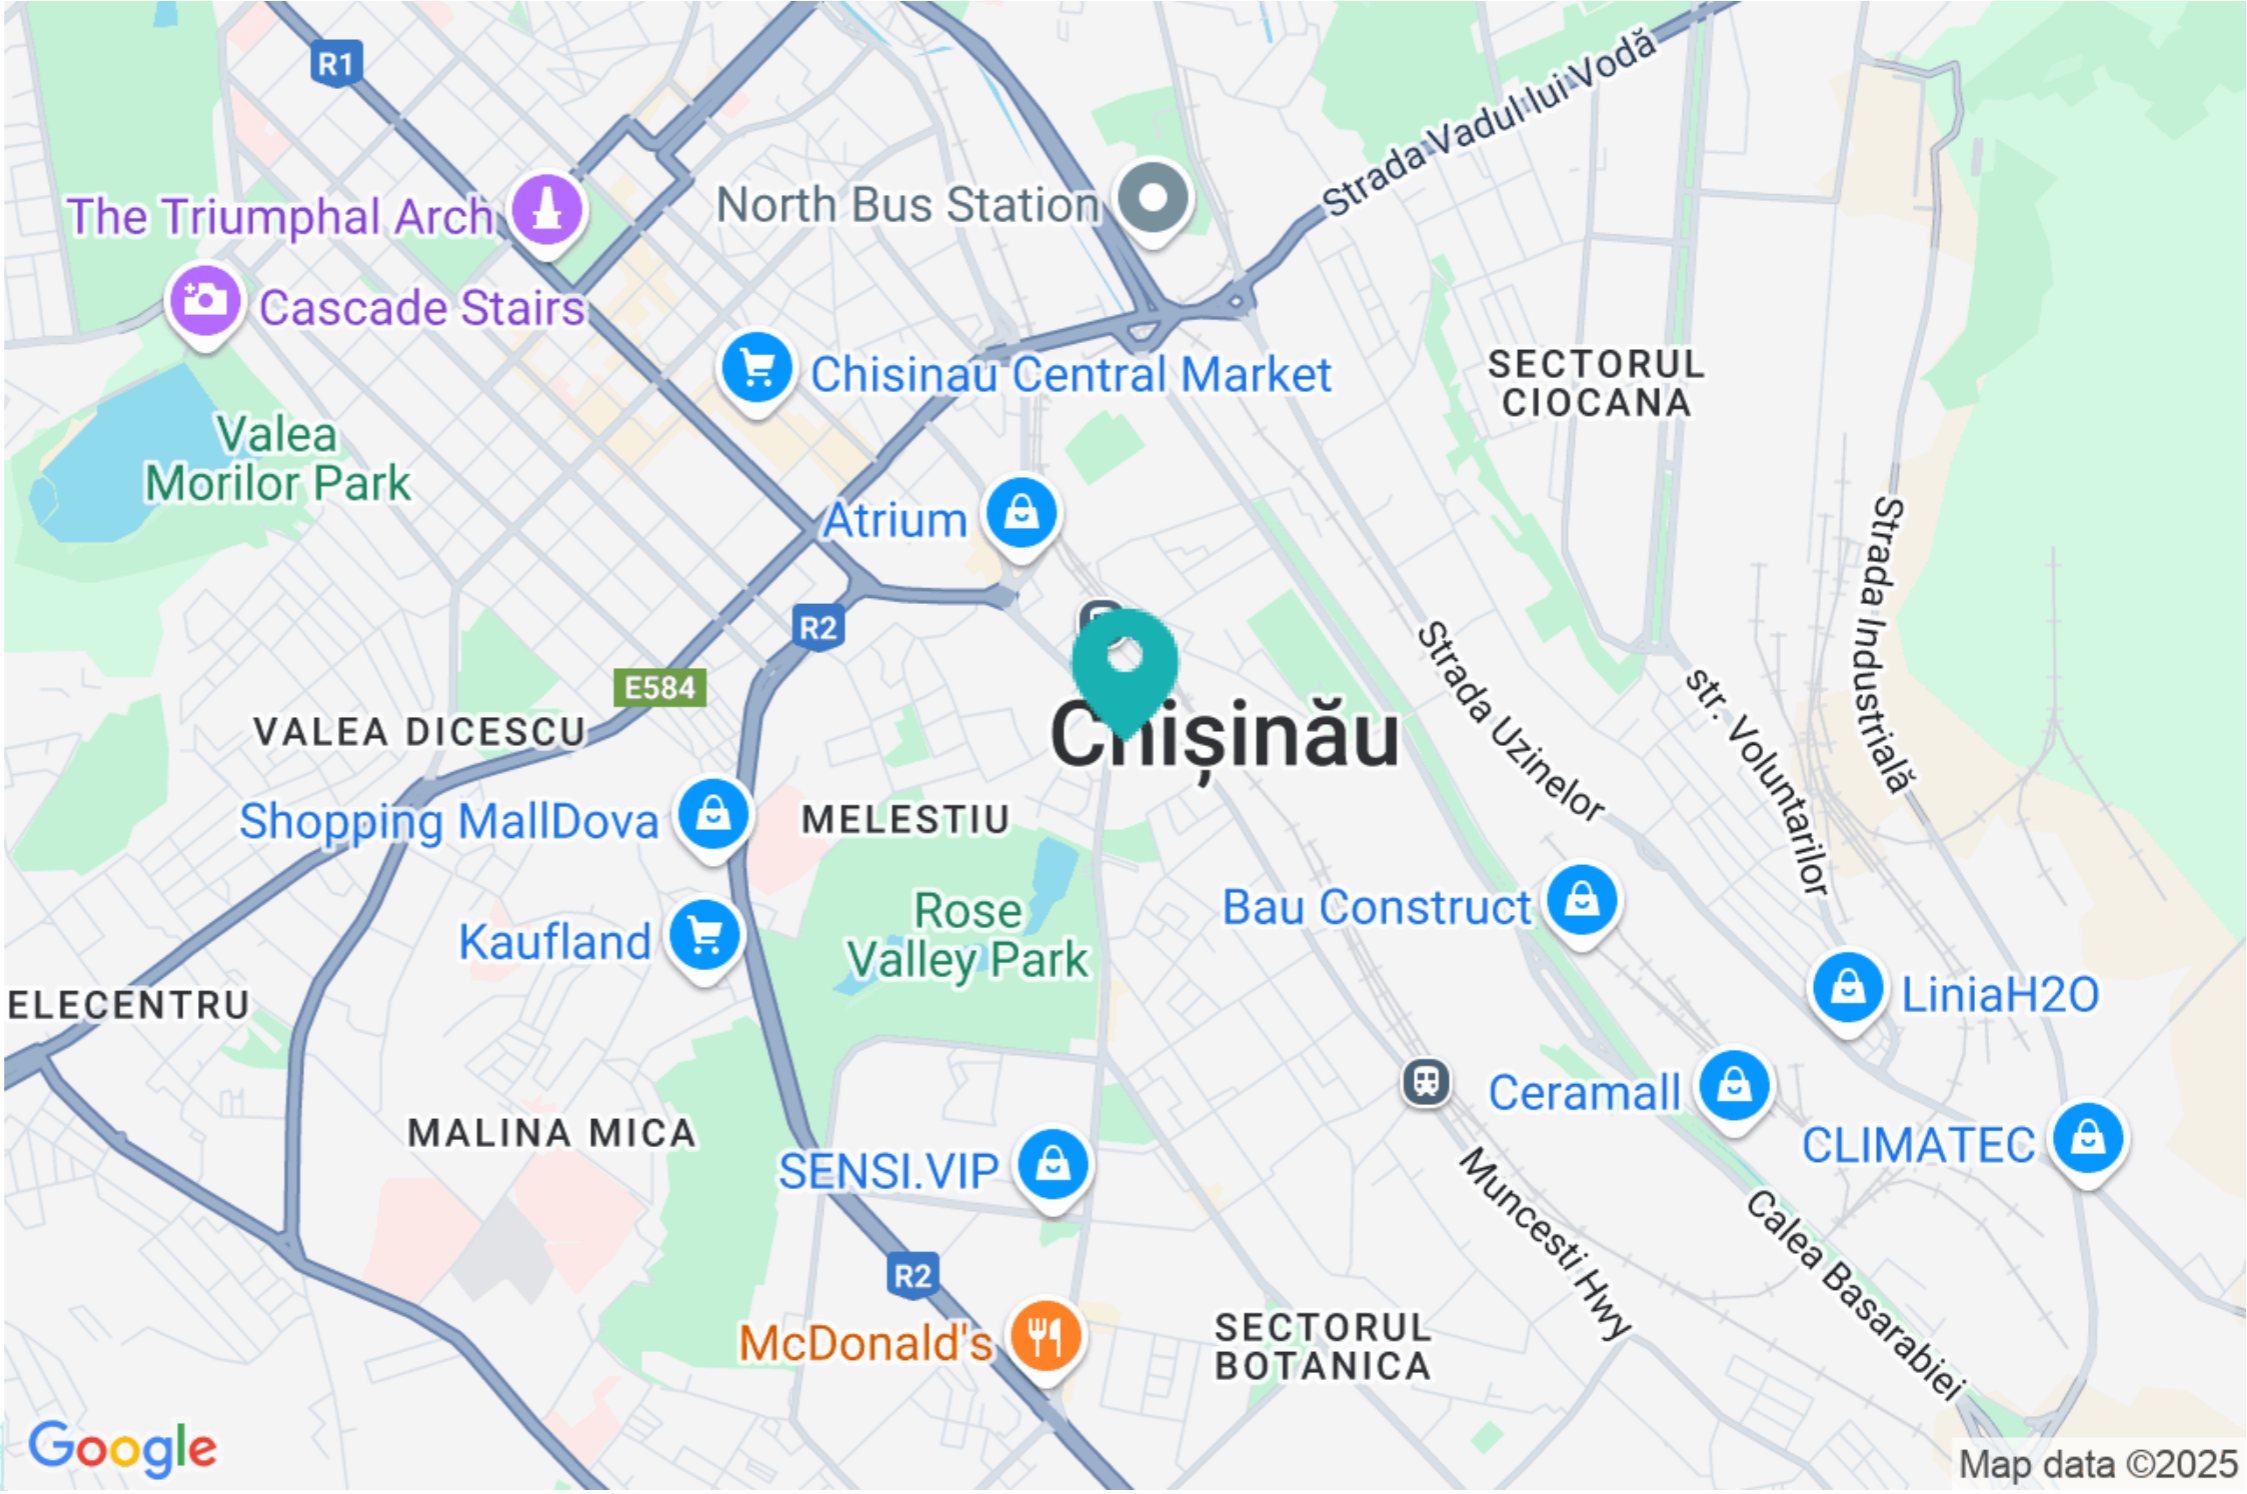 R1
Strada Vadul lui Vodă
The Triumphal Arch
North Bus Station
Cascade Stairs
Chisinau Central Market
SECTORUL
CIOCANA
Valea
Morilor Park
Atrium
Strada Industrială
R2
Strada Uzinelor
E584
str. Voluntarilor
VALEA DICESCU
Chișinău
Shopping MallDova
MELESTIU
Rose
Valley Park
Bau Construct
Kaufland
ELECENTRU
LiniaH2O
Ceramall
MALINA MICA
CLIMATEC
SENSI.VIP
Muncesti Hwy
Calea Basarabiei
R2
McDonald's
SECTORUL
BOTANICA
Google
Map data ©2025